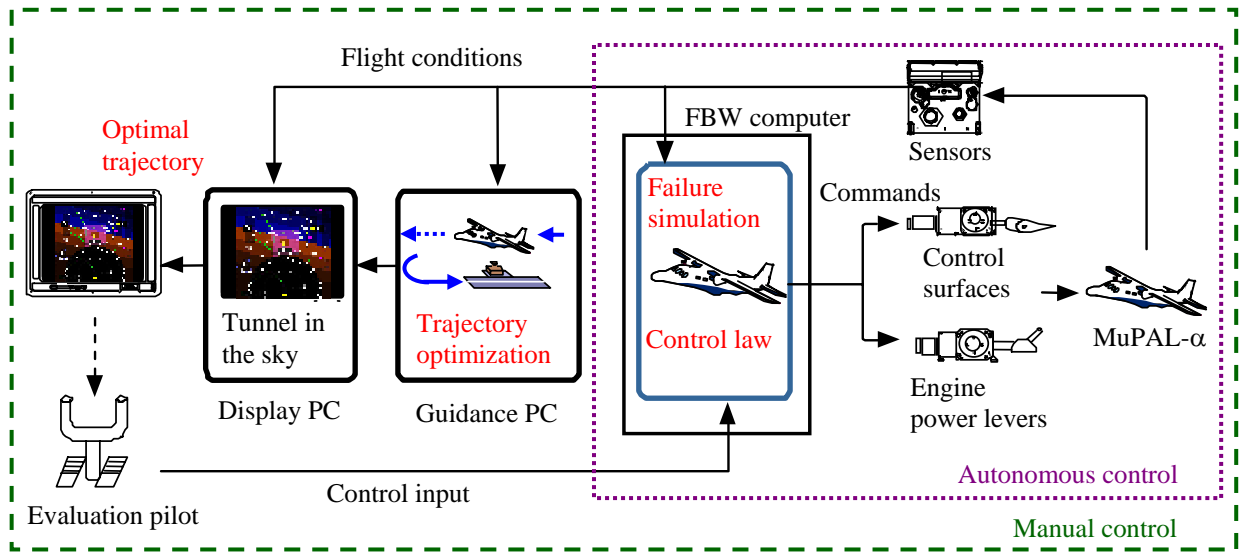 Flight conditions
Optimal
trajectory
FBW computer
Sensors
Failure
simulation
Commands
Control
surfaces
Tunnel in
the sky
Trajectory
optimization
Control law
MuPAL-α
Display PC
Guidance PC
Engine
power levers
Control input
Autonomous control
Evaluation pilot
Manual control